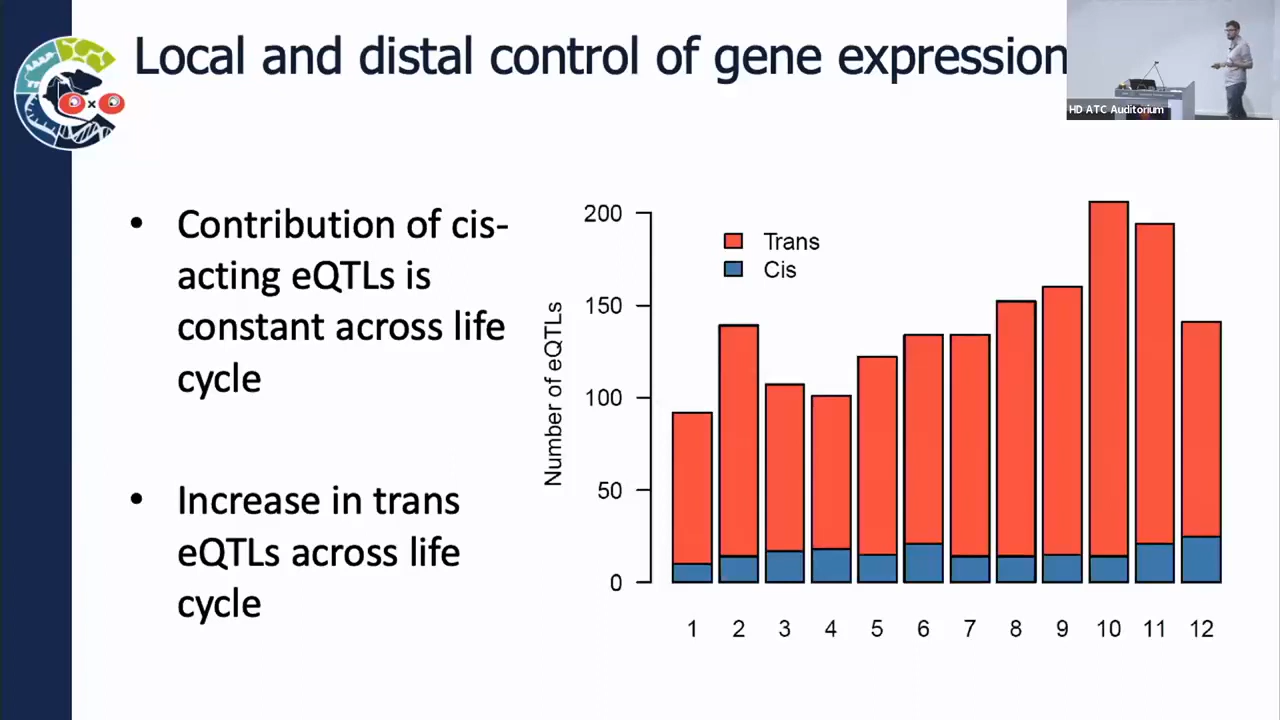 Local and distal control of gene expression
HD ATC Auditorium
• Contribution of cis-
acting eQTLs is
constant across life
cycle
• Increase in trans
eQTLs across life
cycle
Number of eQTLs
200
150
100
50
0
Trans
Cis
1 2 3 4 5 6 7 8 9 10 11 12